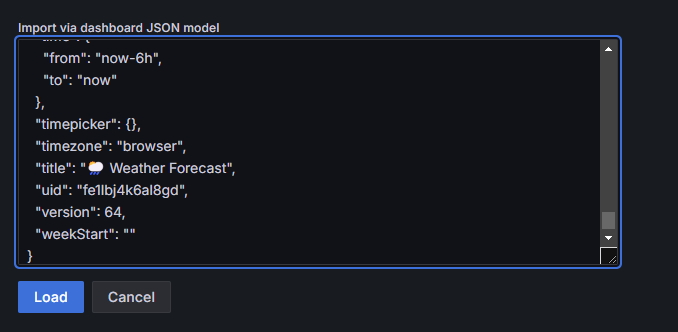 Import via dashboard JSON model
"time": {
"from": "now-6h",
"to": "now"
},
"timepicker": {},
"timezone": "browser",
"title": "🌦️ Weather Forecast",
"uid": "fe1lbj4k6al8gd",
"version": 64,
"weekStart": ""
}
Load
Cancel